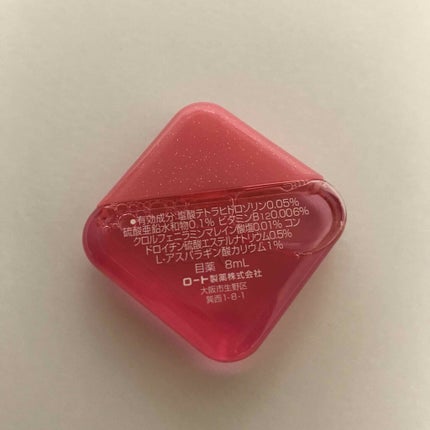 ●有効成分:塩酸テトラヒドロゾリン0.05%
硫酸亜鉛水和物0.1% ビタミンB12 0.006%
クロルフェニラミンマレイン酸塩0.01% コン
ドロイチン硫酸エステルナトリウム0.5%
L-アスパラギン酸カリウム1%
目薬 8mL
ロート製薬株式会社
大阪市生野区
巽西1-8-1